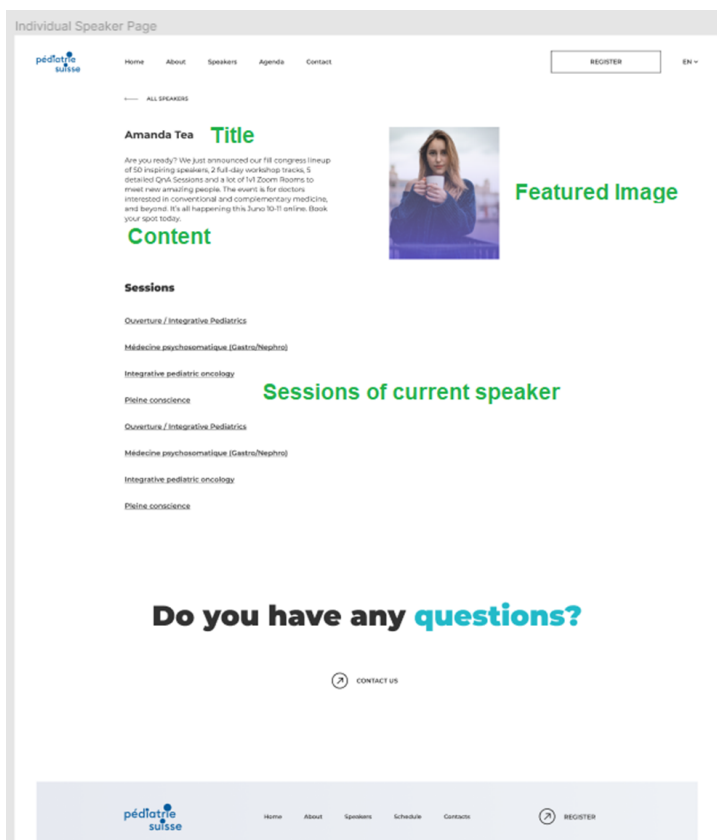 Individual Speaker Page
pédiatrie
suisse
Home About Speakers Agenda Contact
REGISTER
EN
ALL SPEAKERS
Amanda Tea Title
Are you ready? We just announced our fill congress lineup
of 50 inspiring speakers, 2 full-day workshop tracks, 5
detailed QnA Sessions and a lot of 1v1 Zoom Rooms to
meet new amazing people. The event is for doctors
interested in conventional and complementary medicine,
and beyond. It's all happening this Juno 10-11 online. Book
your spot today.
Featured Image
Content
Sessions
Ouverture / Integrative Pediatrics
Médecine psychosomatique (Gastro/Nephro)
Integrative pediatric oncology
Sessions of current speaker
Pleine conscience
Ouverture / Integrative Pediatrics
Médecine psychosomatique (Gastro/Nephro)
Integrative pediatric oncology
Pleine conscience
Do you have any questions?
CONTACT US
pédiatrie
suisse
Home About Speakers Schedule Contacts
REGISTER